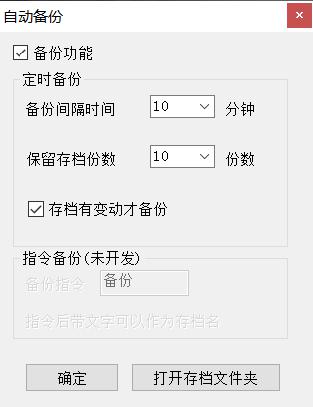 自动备份
备份功能
定时备份
备份间隔时间 10 分钟
保留存档份数 10 份数
存档有变动才备份
指令备份(未开发)
备份指令 备份
指令后带文字可以作为存档名
确定 打开存档文件夹